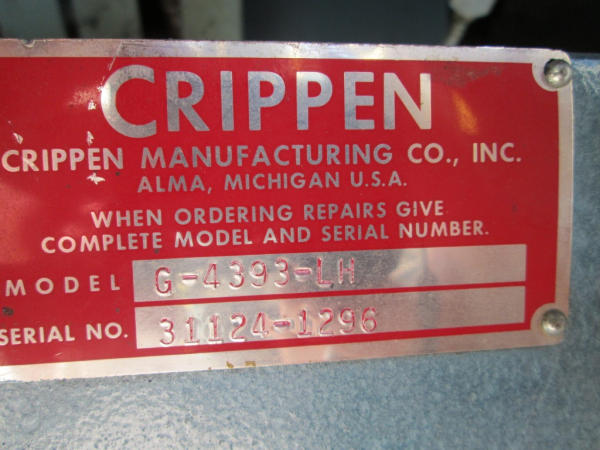 CRIPPEN
CRIPPEN MANUFACTURING CO., INC.
ALMA, MICHIGAN U.S.A.
WHEN ORDERING REPAIRS GIVE
COMPLETE MODEL AND SERIAL NUMBER.
MODEL G-4393-LH
SERIAL NO. 31124-1296